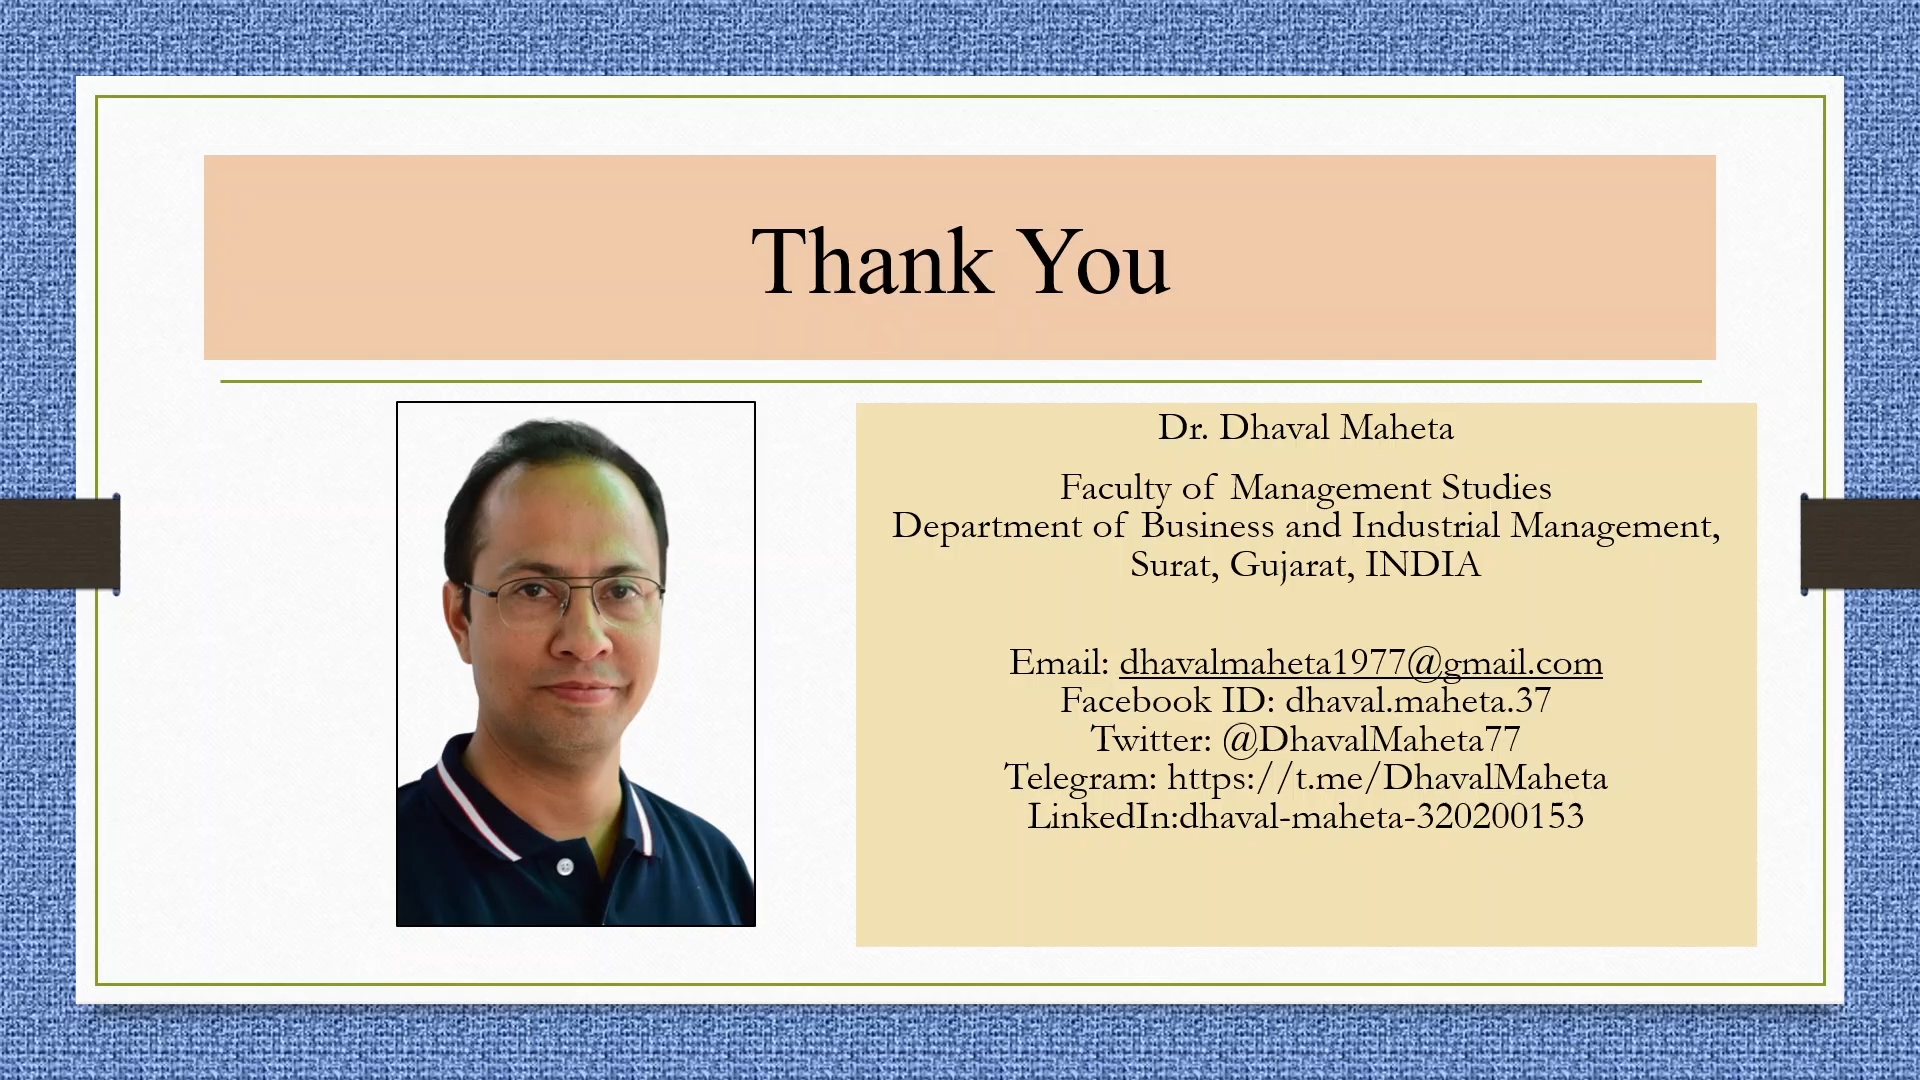 Thank You
Dr. Dhaval Maheta
Faculty of Management Studies
Department of Business and Industrial Management,
Surat, Gujarat, INDIA
Email: dhavalmaheta1977@gmail.com
Facebook ID: dhaval.maheta.37
Twitter: @DhavalMaheta77
Telegram: https://t.me/DhavalMaheta
LinkedIn:dhaval-maheta-320200153